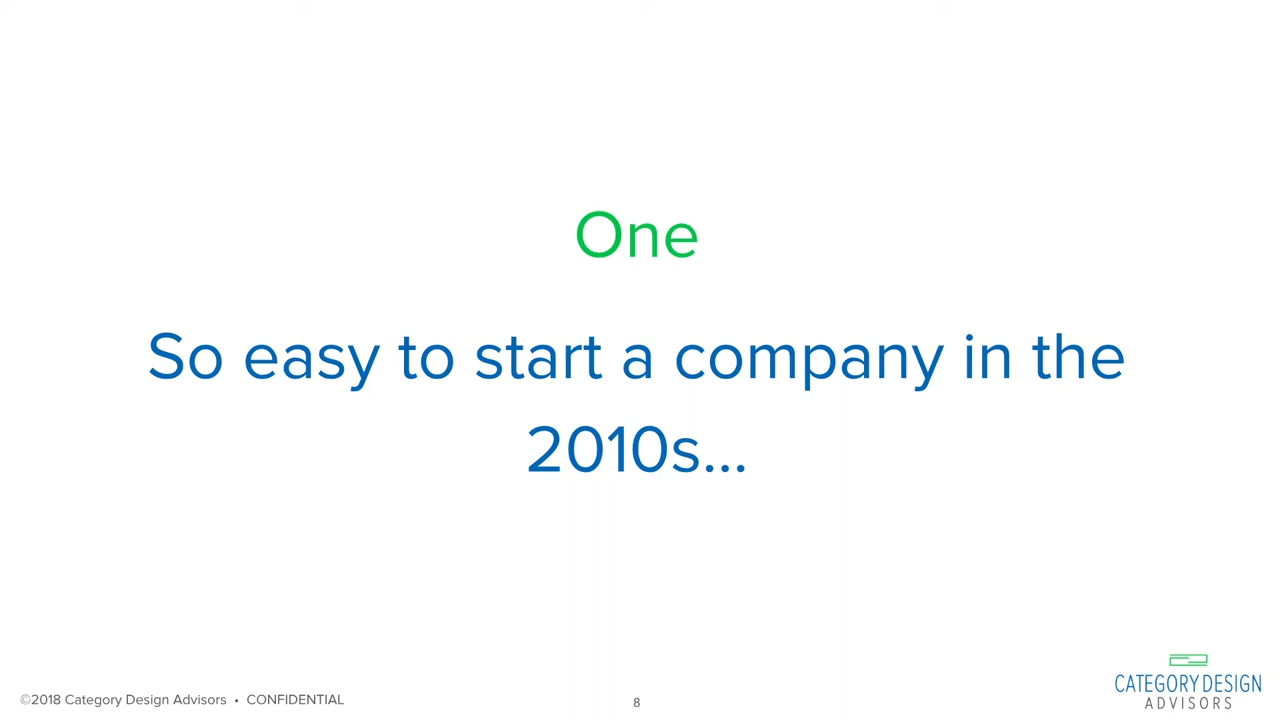 One
So easy to start a company in the
2010s...
©2018 Category Design Advisors • CONFIDENTIAL
8
CATEGORY DESIGN
ADVISORS